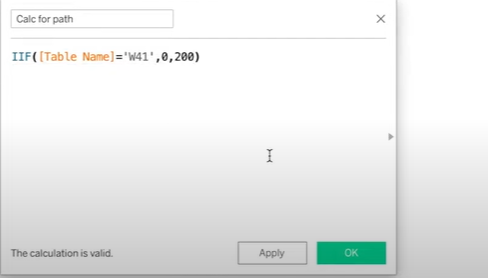 Calc for path
IIF([Table Name]='W41',0,200)
The calculation is valid.
Apply
OK